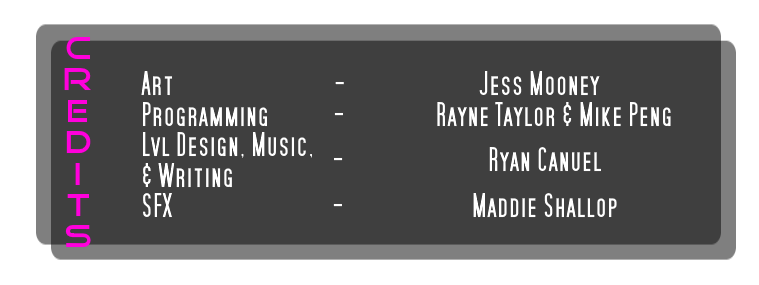 CREDITS
Art - Jess Mooney
Programming - Rayne Taylor & Mike Peng
Lvl Design, Music,
& Writing - Ryan Canuel
SFX - Maddie Shallop